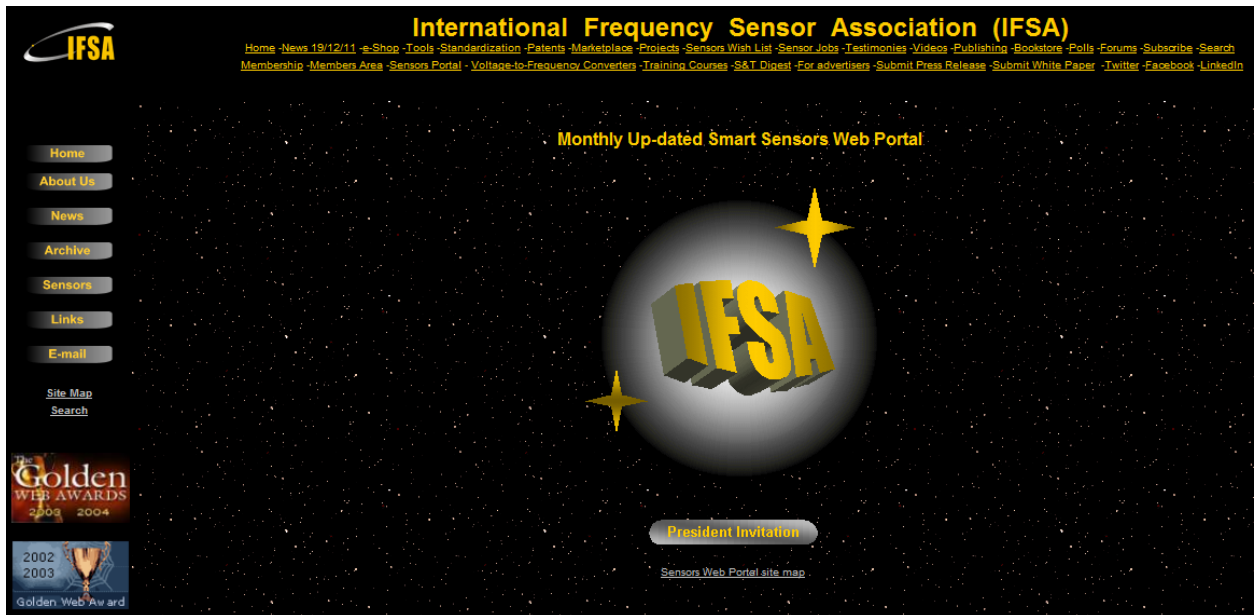 IFSA
International Frequency Sensor Association (IFSA)
Home -News 19/12/11 -e-Shop -Tools -Standardization -Patents -Marketplace -Projects -Sensors Wish List -Sensor Jobs -Testimonies -Videos -Publishing -Bookstore -Polls -Forums -Subscribe -Search
Membership -Members Area -Sensors Portal - Voltage-to-Frequency Converters -Training Courses -S&T Digest -For advertisers -Submit Press Release -Submit White Paper -Twitter -Facebook -LinkedIn
Monthly Up-dated Smart Sensors Web Portal
Home
About Us
News
Archive
Sensors
Links
E-mail
Site Map
Search
The
Golden
WEB AWARDS
2003 2004
2002
2003
Golden Web Award
IFSA
President Invitation
Sensors Web Portal site map